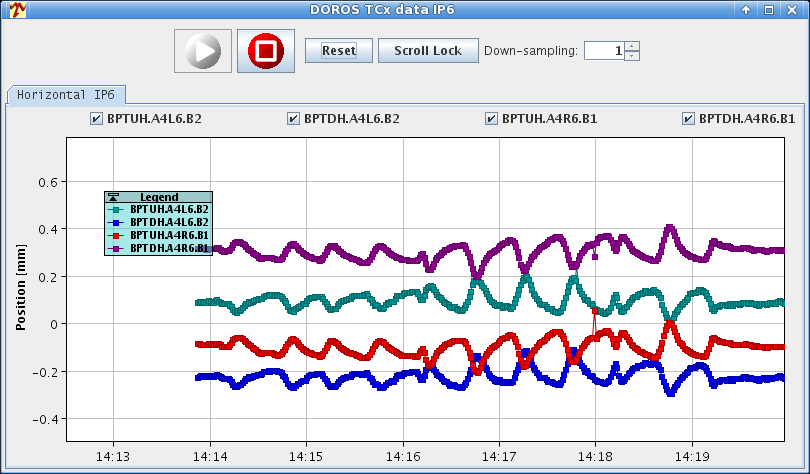 DOROS TCx data IP6
Reset
Scroll Lock
Down-sampling: 1
Horizontal IP6
BPTUH.A4L6.B2 BPTDH.A4L6.B2 BPTUH.A4R6.B1 BPTDH.A4R6.B1
Position [mm]
0.6
0.4
0.2
0
-0.2
-0.4
Legend
BPTUH.A4L6.B2
BPTDH.A4L6.B2
BPTUH.A4R6.B1
BPTDH.A4R6.B1
14:13 14:14 14:15 14:16 14:17 14:18 14:19